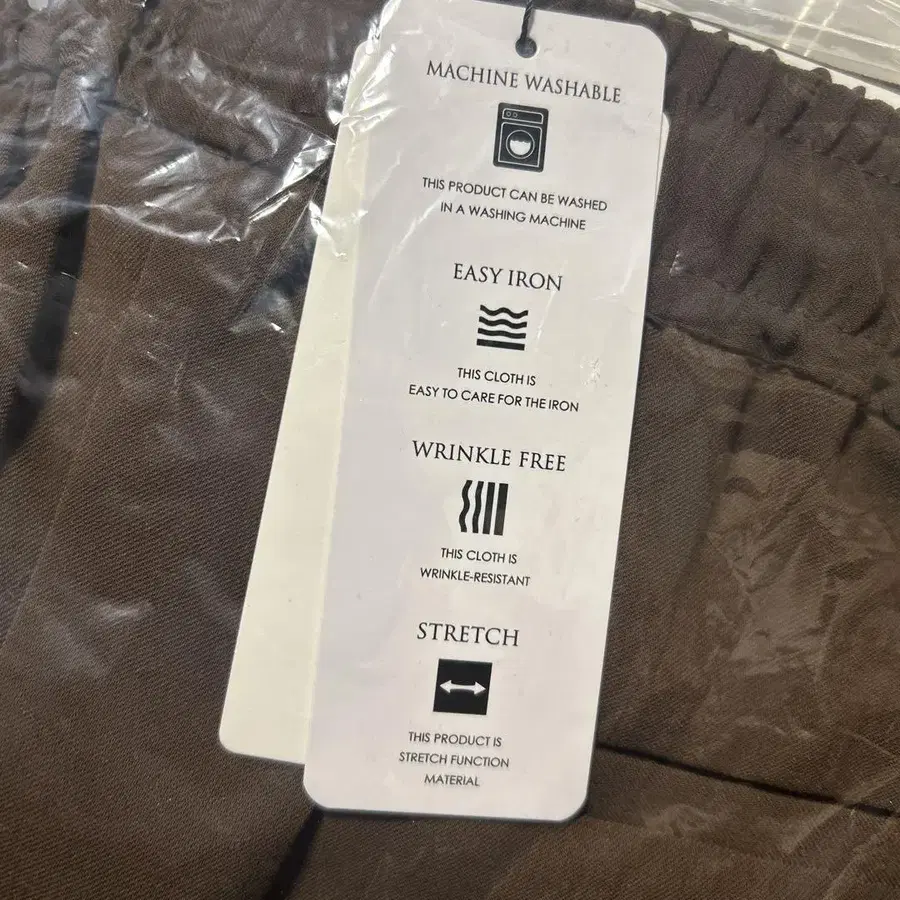 MACHINE WASHABLE
THIS PRODUCT CAN BE WASHED
IN A WASHING MACHINE
EASY IRON
THIS CLOTH IS
EASY TO CARE FOR THE IRON
WRINKLE FREE
THIS CLOTH IS
WRINKLE-RESISTANT
STRETCH
THIS PRODUCT IS
STRETCH FUNCTION
MATERIAL